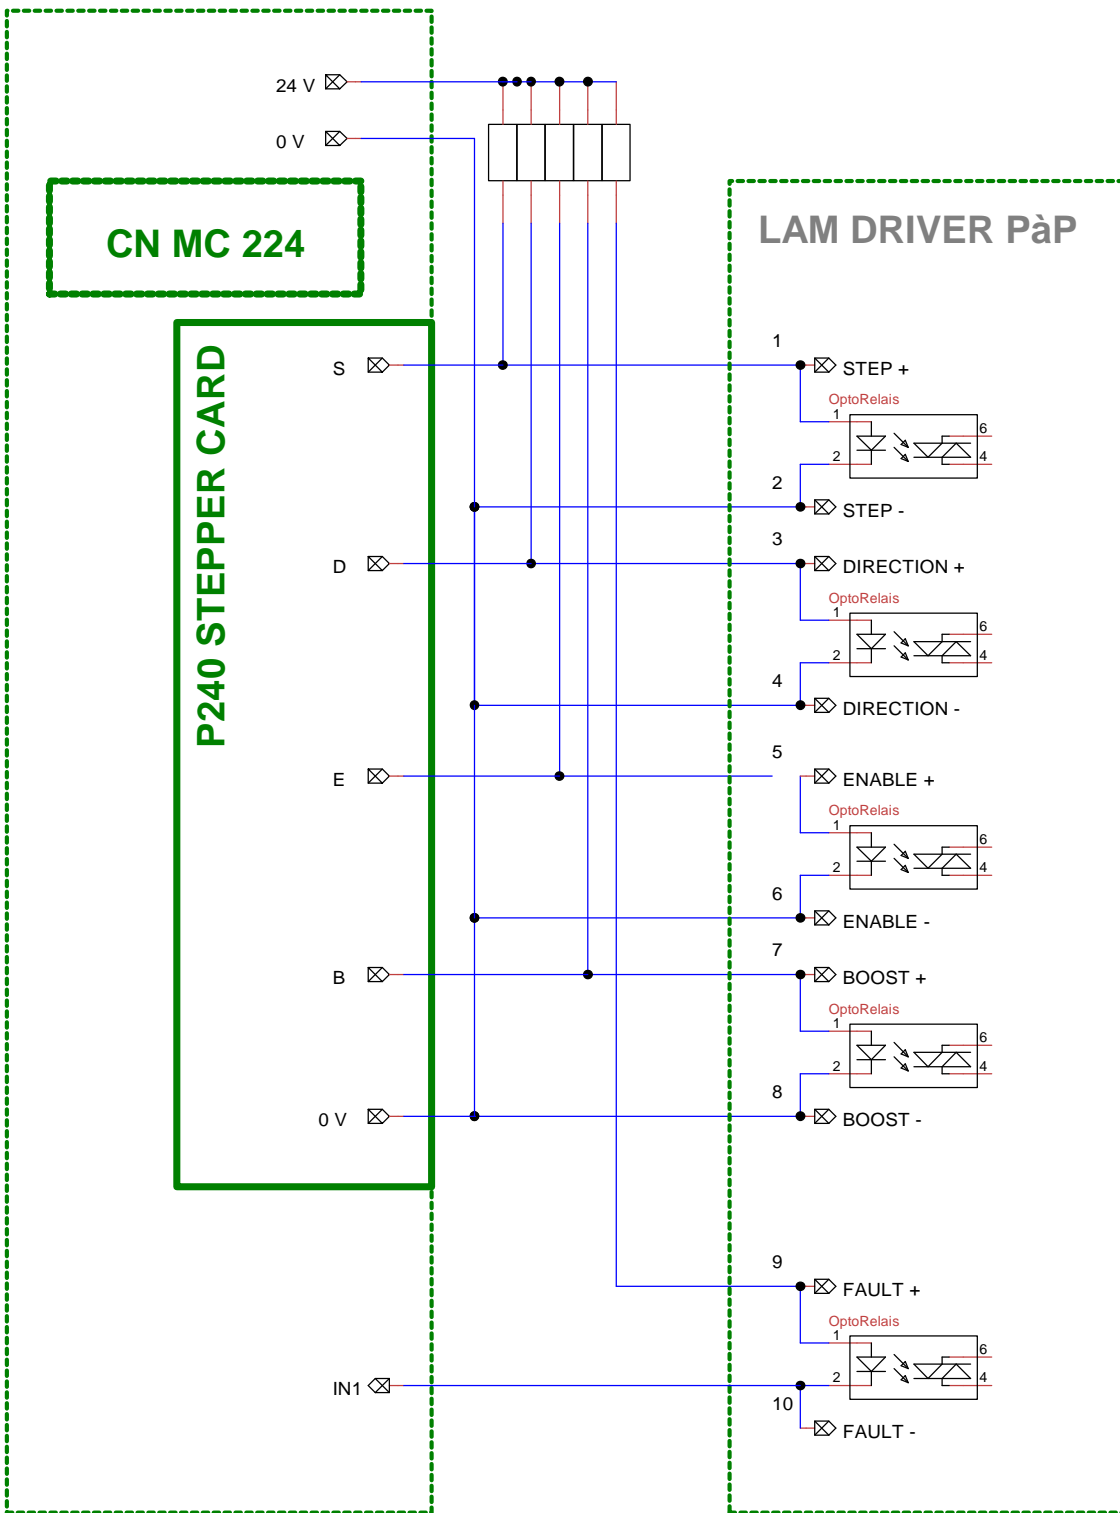 24 V
0 V
CN MC 224
LAM DRIVER PàP
P240 STEPPER CARD
1
S
STEP +
OptoRelais
1
6
2
4
2
STEP -
3
D
DIRECTION +
OptoRelais
1
6
2
4
4
DIRECTION -
5
E
ENABLE +
OptoRelais
1
6
2
4
6
ENABLE -
7
B
BOOST +
OptoRelais
1
6
2
4
8
0 V
BOOST -
9
FAULT +
OptoRelais
1
6
2
4
IN1
10
FAULT -